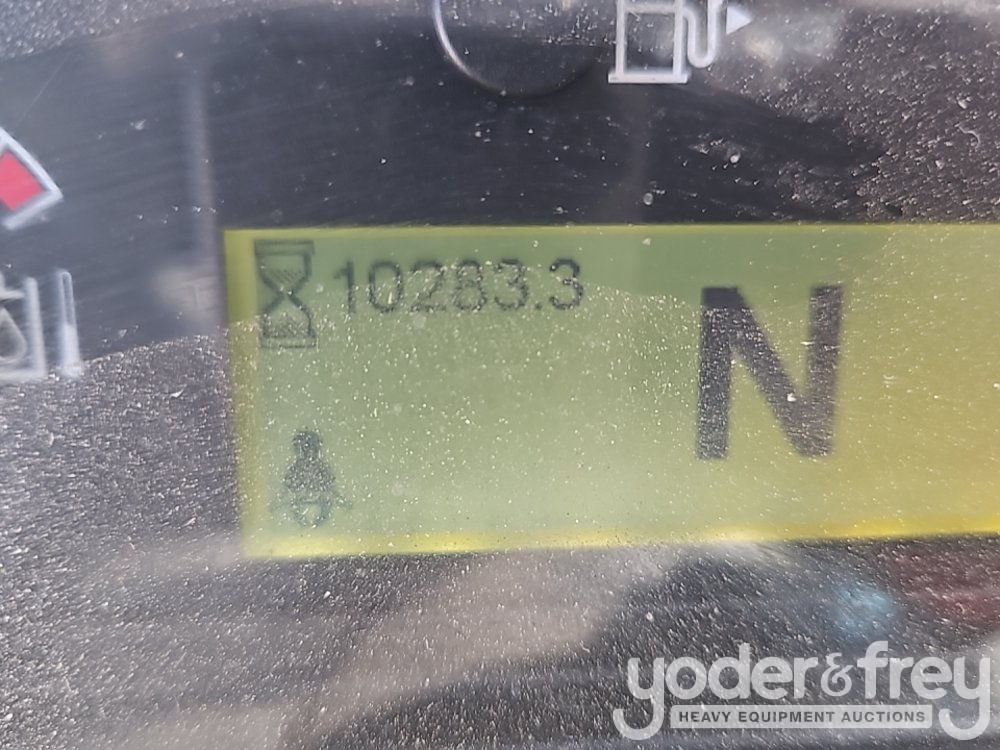 10283.3
N
yoder&frey
HEAVY EQUIPMENT AUCTIONS